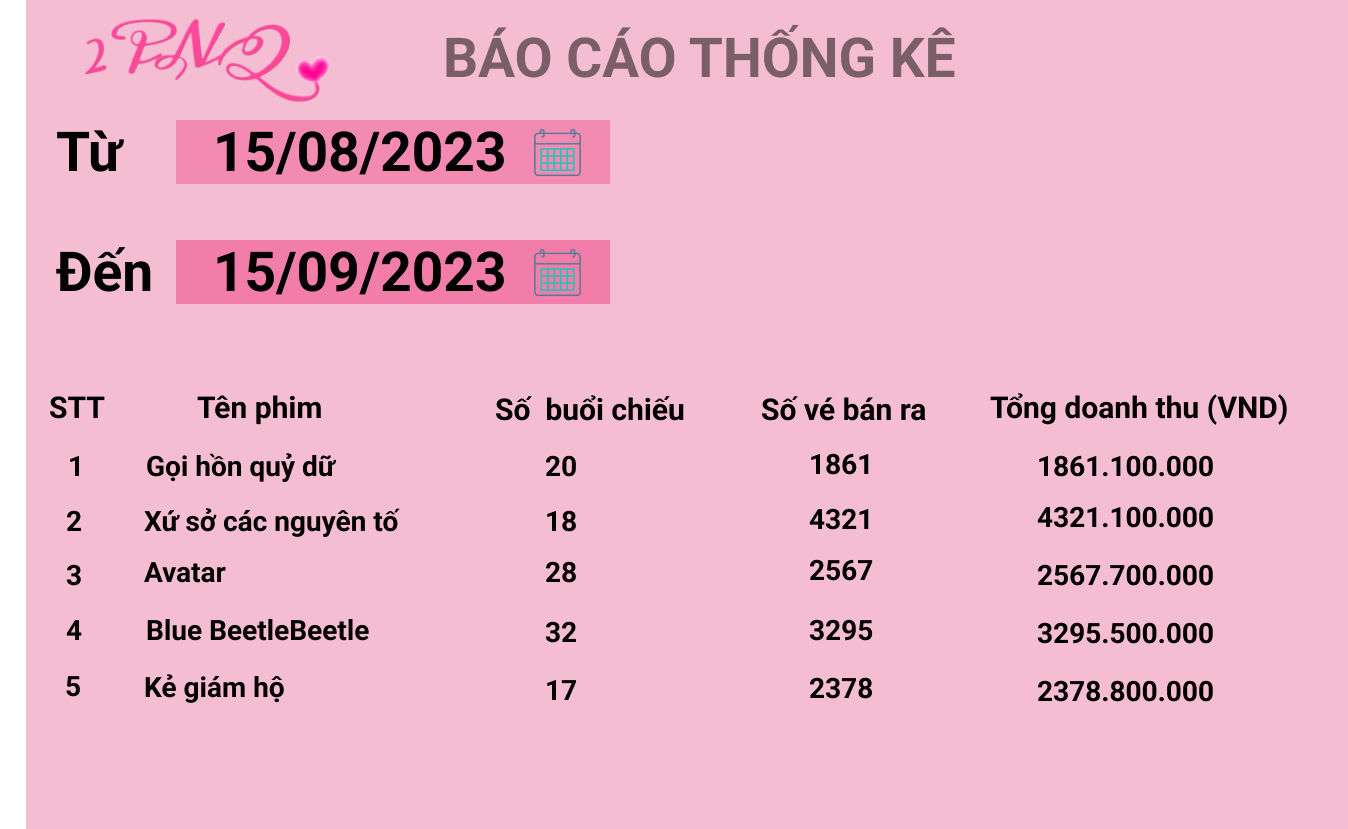 2PNQ
BÁO CÁO THỐNG KÊ
Từ 15/08/2023
Đến 15/09/2023
STT Tên phim Số buổi chiếu Số vé bán ra Tổng doanh thu (VND)
1 Gọi hồn quỷ dữ 20 1861 1861.100.000
2 Xứ sở các nguyên tố 18 4321 4321.100.000
3 Avatar 28 2567 2567.700.000
4 Blue BeetleBeetle 32 3295 3295.500.000
5 Kẻ giám hộ 17 2378 2378.800.000